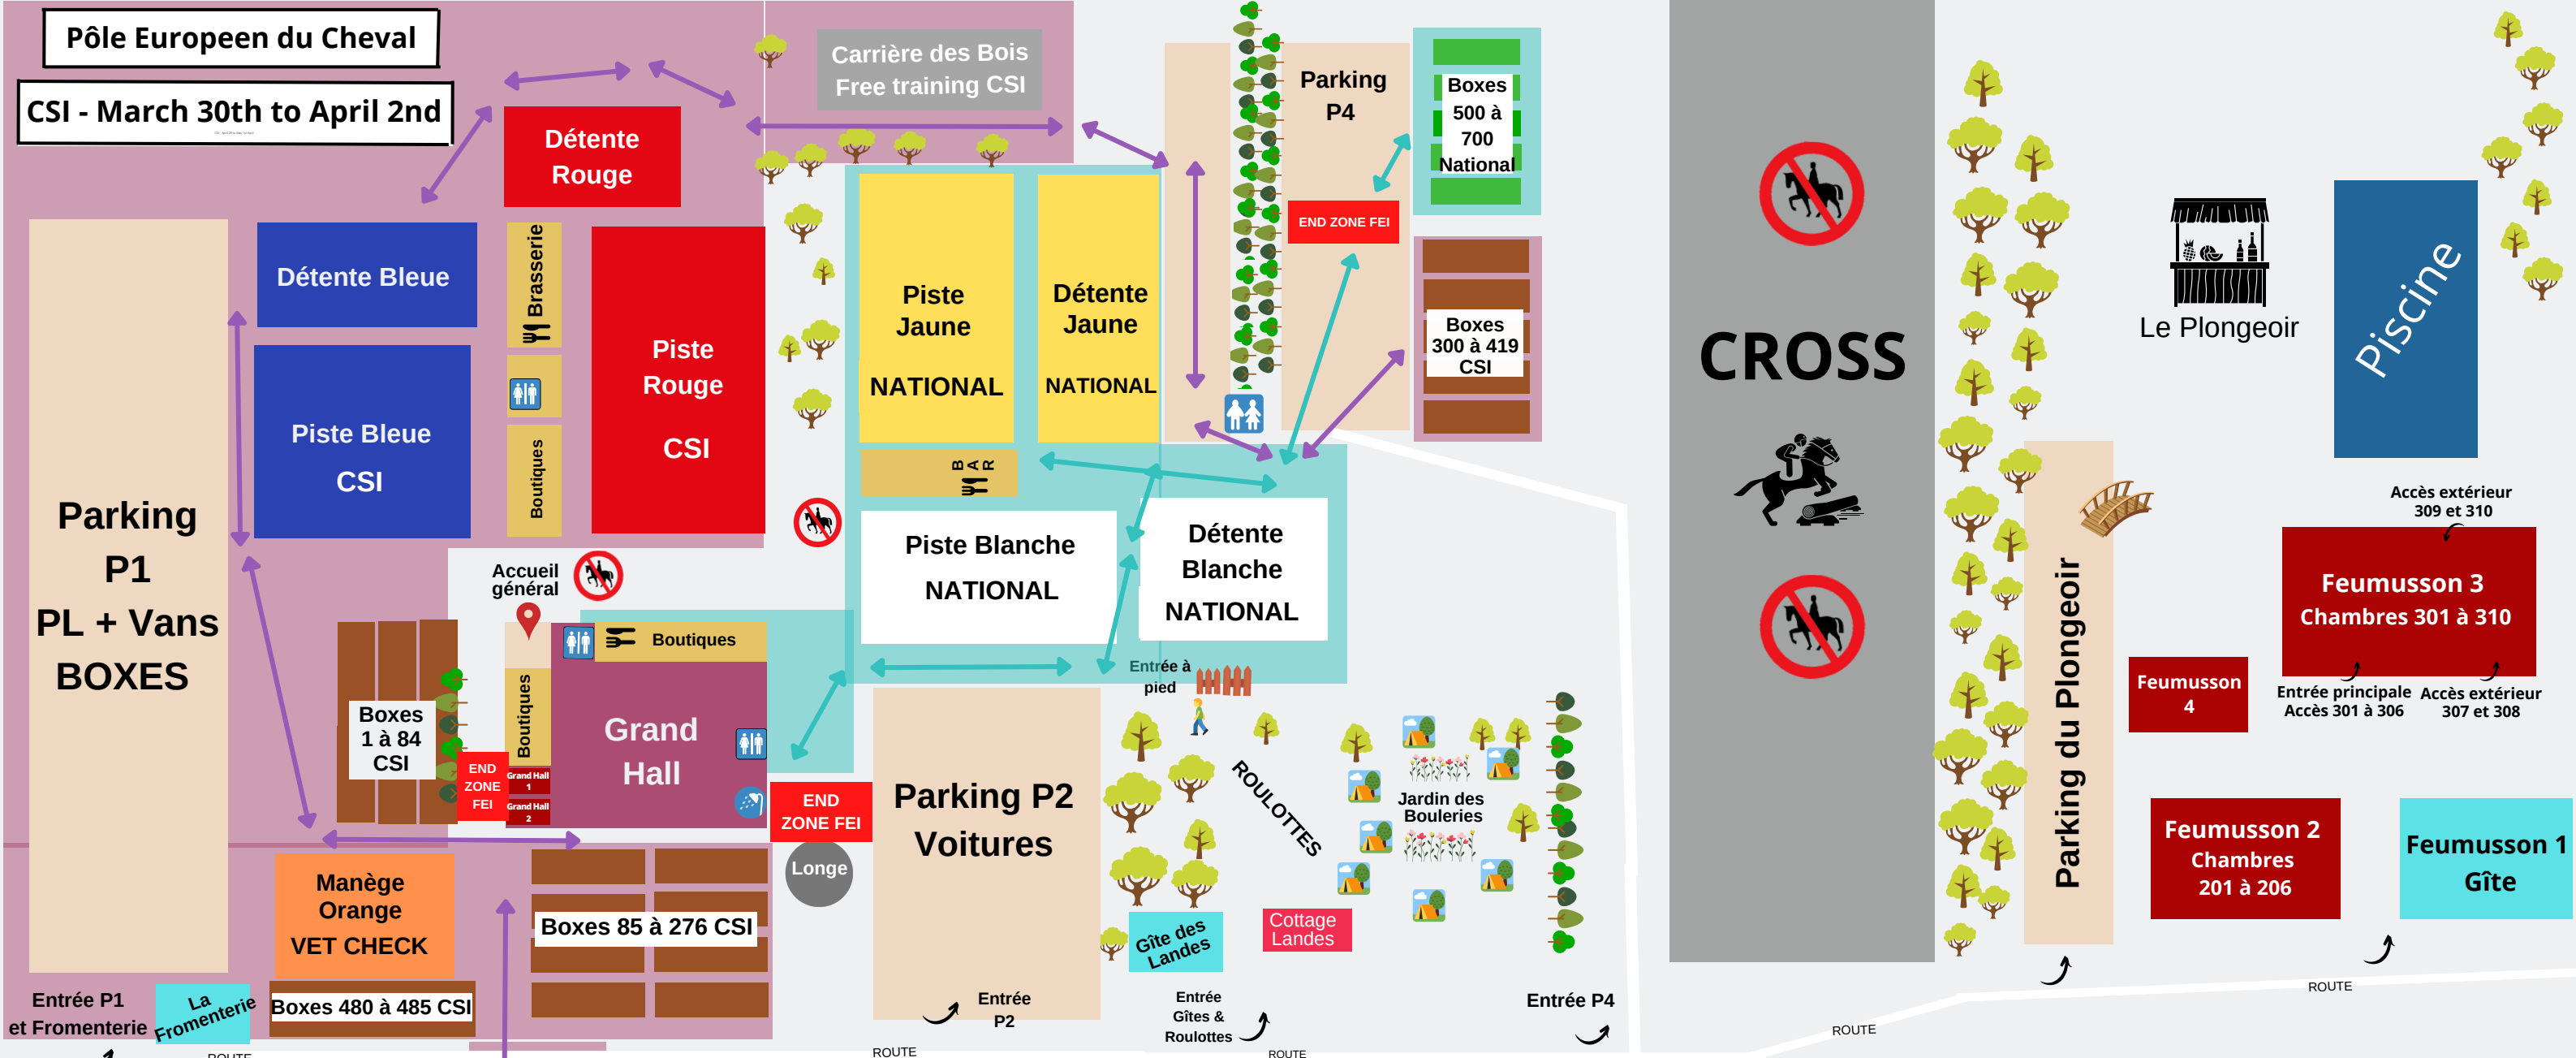 Pôle Europeen du Cheval
CSI - March 30th to April 2nd
Carrière des Bois
Free training CSI
Détente
Rouge
Parking
P4
Boxes
500 à
700
National
END ZONE FEI
Détente Bleue
Brasserie
Piste
Rouge
CSI
Piste
Jaune
NATIONAL
Détente
Jaune
NATIONAL
Boxes
300 à 419
CSI
CROSS
Le Plongeoir
Piscine
Piste Bleue
CSI
Boutiques
BAR
Parking
P1
PL + Vans
BOXES
Accueil
général
Piste Blanche
NATIONAL
Détente
Blanche
NATIONAL
Accès extérieur
309 et 310
Feumusson 3
Chambres 301 à 310
Entrée principale
Accès 301 à 306
Accès extérieur
307 et 308
Feumusson
4
Parking du Plongeoir
Boutiques
Boutiques
Grand
Hall
Boxes
1 à 84
CSI
END
ZONE
FEI
Grand Hall
1
Grand Hall
2
END
ZONE FEI
Longe
Parking P2
Voitures
Entrée à
pied
ROULOTTES
Jardin des
Bouleries
Feumusson 2
Chambres
201 à 206
Feumusson 1
Gîte
Manège
Orange
VET CHECK
Boxes 85 à 276 CSI
Gîte des
Landes
Cottage
Landes
Entrée P1
et Fromenterie
La
Fromenterie
Boxes 480 à 485 CSI
Entrée
P2
Entrée
Gîtes &
Roulottes
Entrée P4
ROUTE
ROUTE
ROUTE
ROUTE
ROUTE